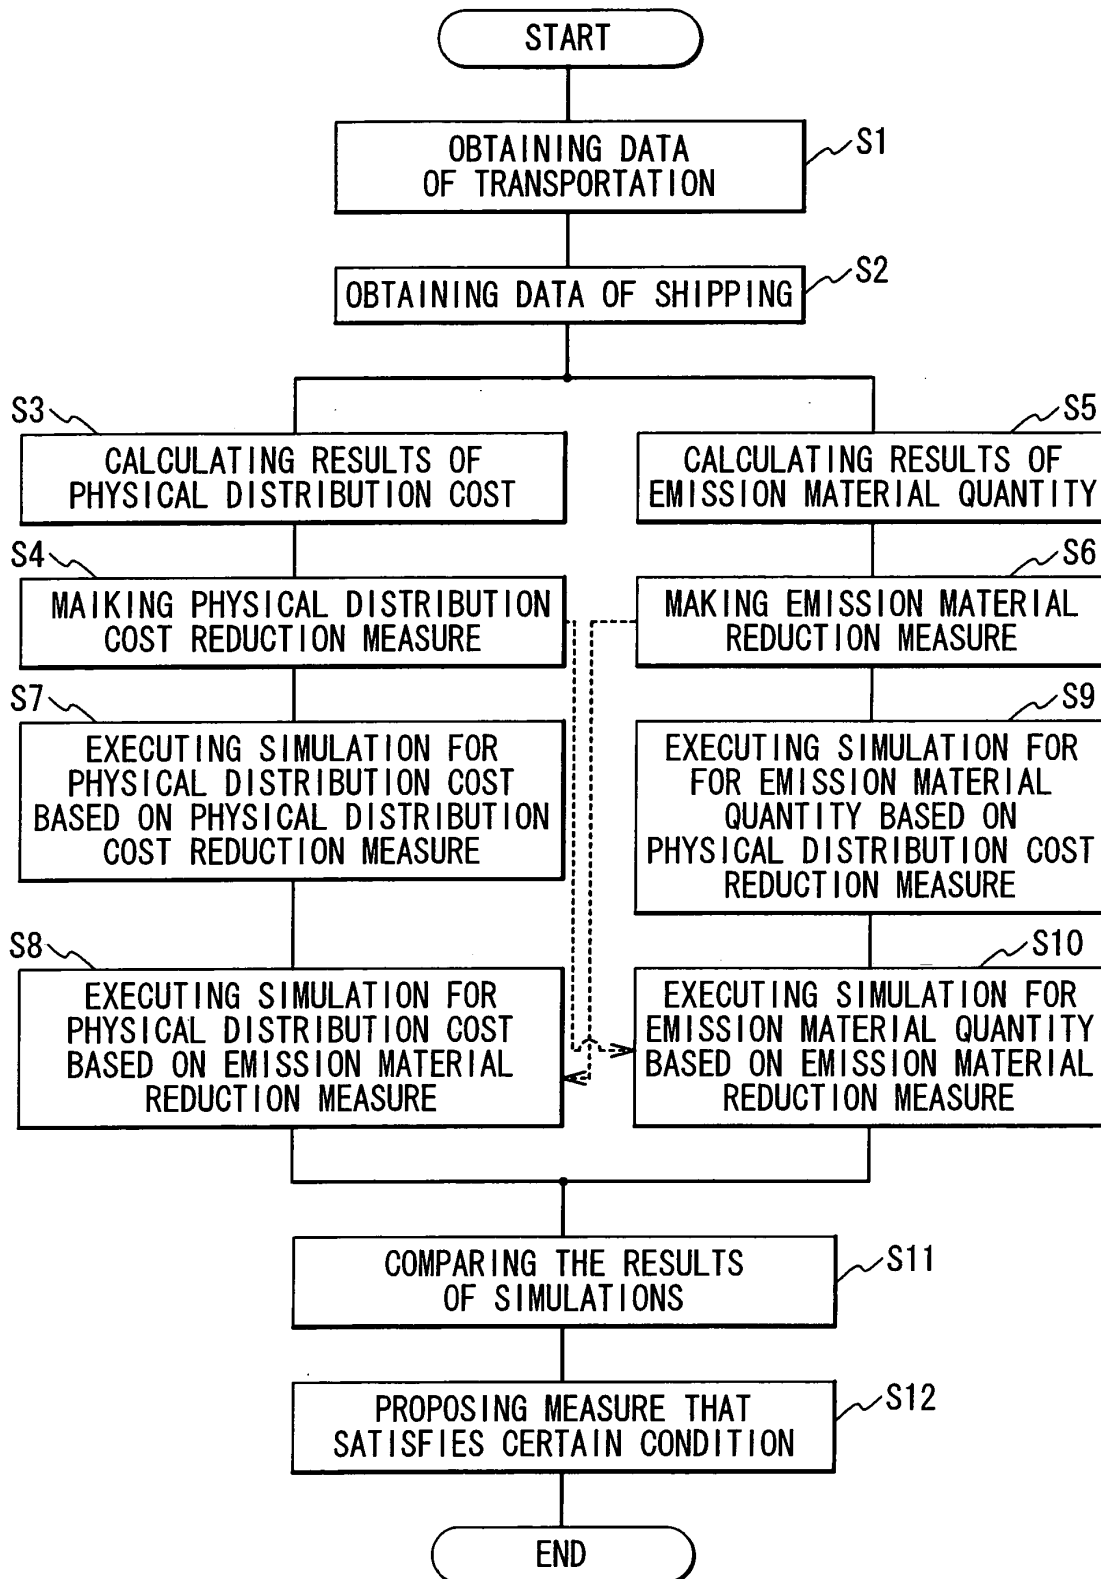 START
OBTAINING DATA
OF TRANSPORTATION
S1
OBTAINING DATA OF SHIPPING
S2
S3
CALCULATING RESULTS OF
PHYSICAL DISTRIBUTION COST
S5
CALCULATING RESULTS OF
EMISSION MATERIAL QUANTITY
S4
MAIKING PHYSICAL DISTRIBUTION
COST REDUCTION MEASURE
S6
MAKING EMISSION MATERIAL
REDUCTION MEASURE
S7
EXECUTING SIMULATION FOR
PHYSICAL DISTRIBUTION COST
BASED ON PHYSICAL DISTRIBUTION
COST REDUCTION MEASURE
S9
EXECUTING SIMULATION FOR
FOR EMISSION MATERIAL
QUANTITY BASED ON
PHYSICAL DISTRIBUTION COST
REDUCTION MEASURE
S8
EXECUTING SIMULATION FOR
PHYSICAL DISTRIBUTION COST
BASED ON EMISSION MATERIAL
REDUCTION MEASURE
S10
EXECUTING SIMULATION FOR
EMISSION MATERIAL QUANTITY
BASED ON EMISSION MATERIAL
REDUCTION MEASURE
COMPARING THE RESULTS
OF SIMULATIONS
S11
PROPOSING MEASURE THAT
SATISFIES CERTAIN CONDITION
S12
END